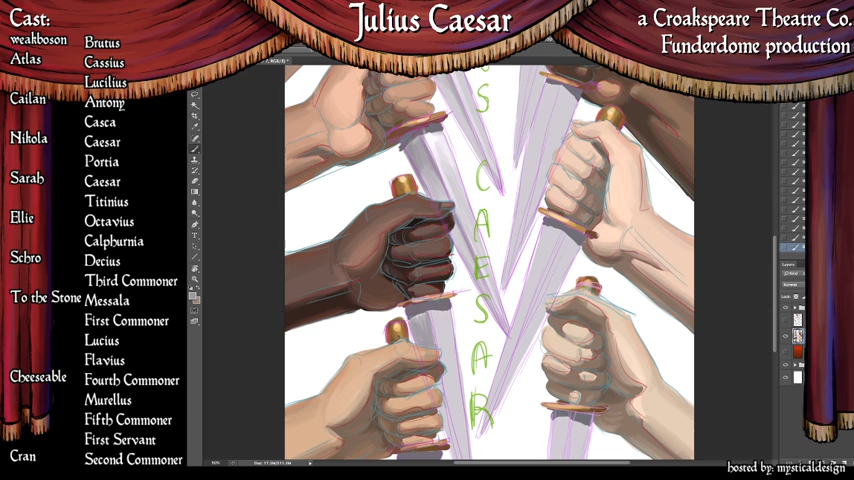 Julius Caesar
a Croakspeare Theatre Co.
Funderdome production
Cast:
weakboson
Brutus
Atlas
Cassius
Lucilius
Cailan
Antony
Casca
Nikola
Caesar
Portia
Sarah
Caesar
Titinius
Ellie
Octavius
Calphurnia
Schro
Decius
Third Commoner
To the Stone
Messala
First Commoner
Lucius
Flavius
Cheeseable
Fourth Commoner
Murellus
Fifth Commoner
First Servant
Cran
Second Commoner
S
CAESAR
Layers
hosted by: mysticaldesign